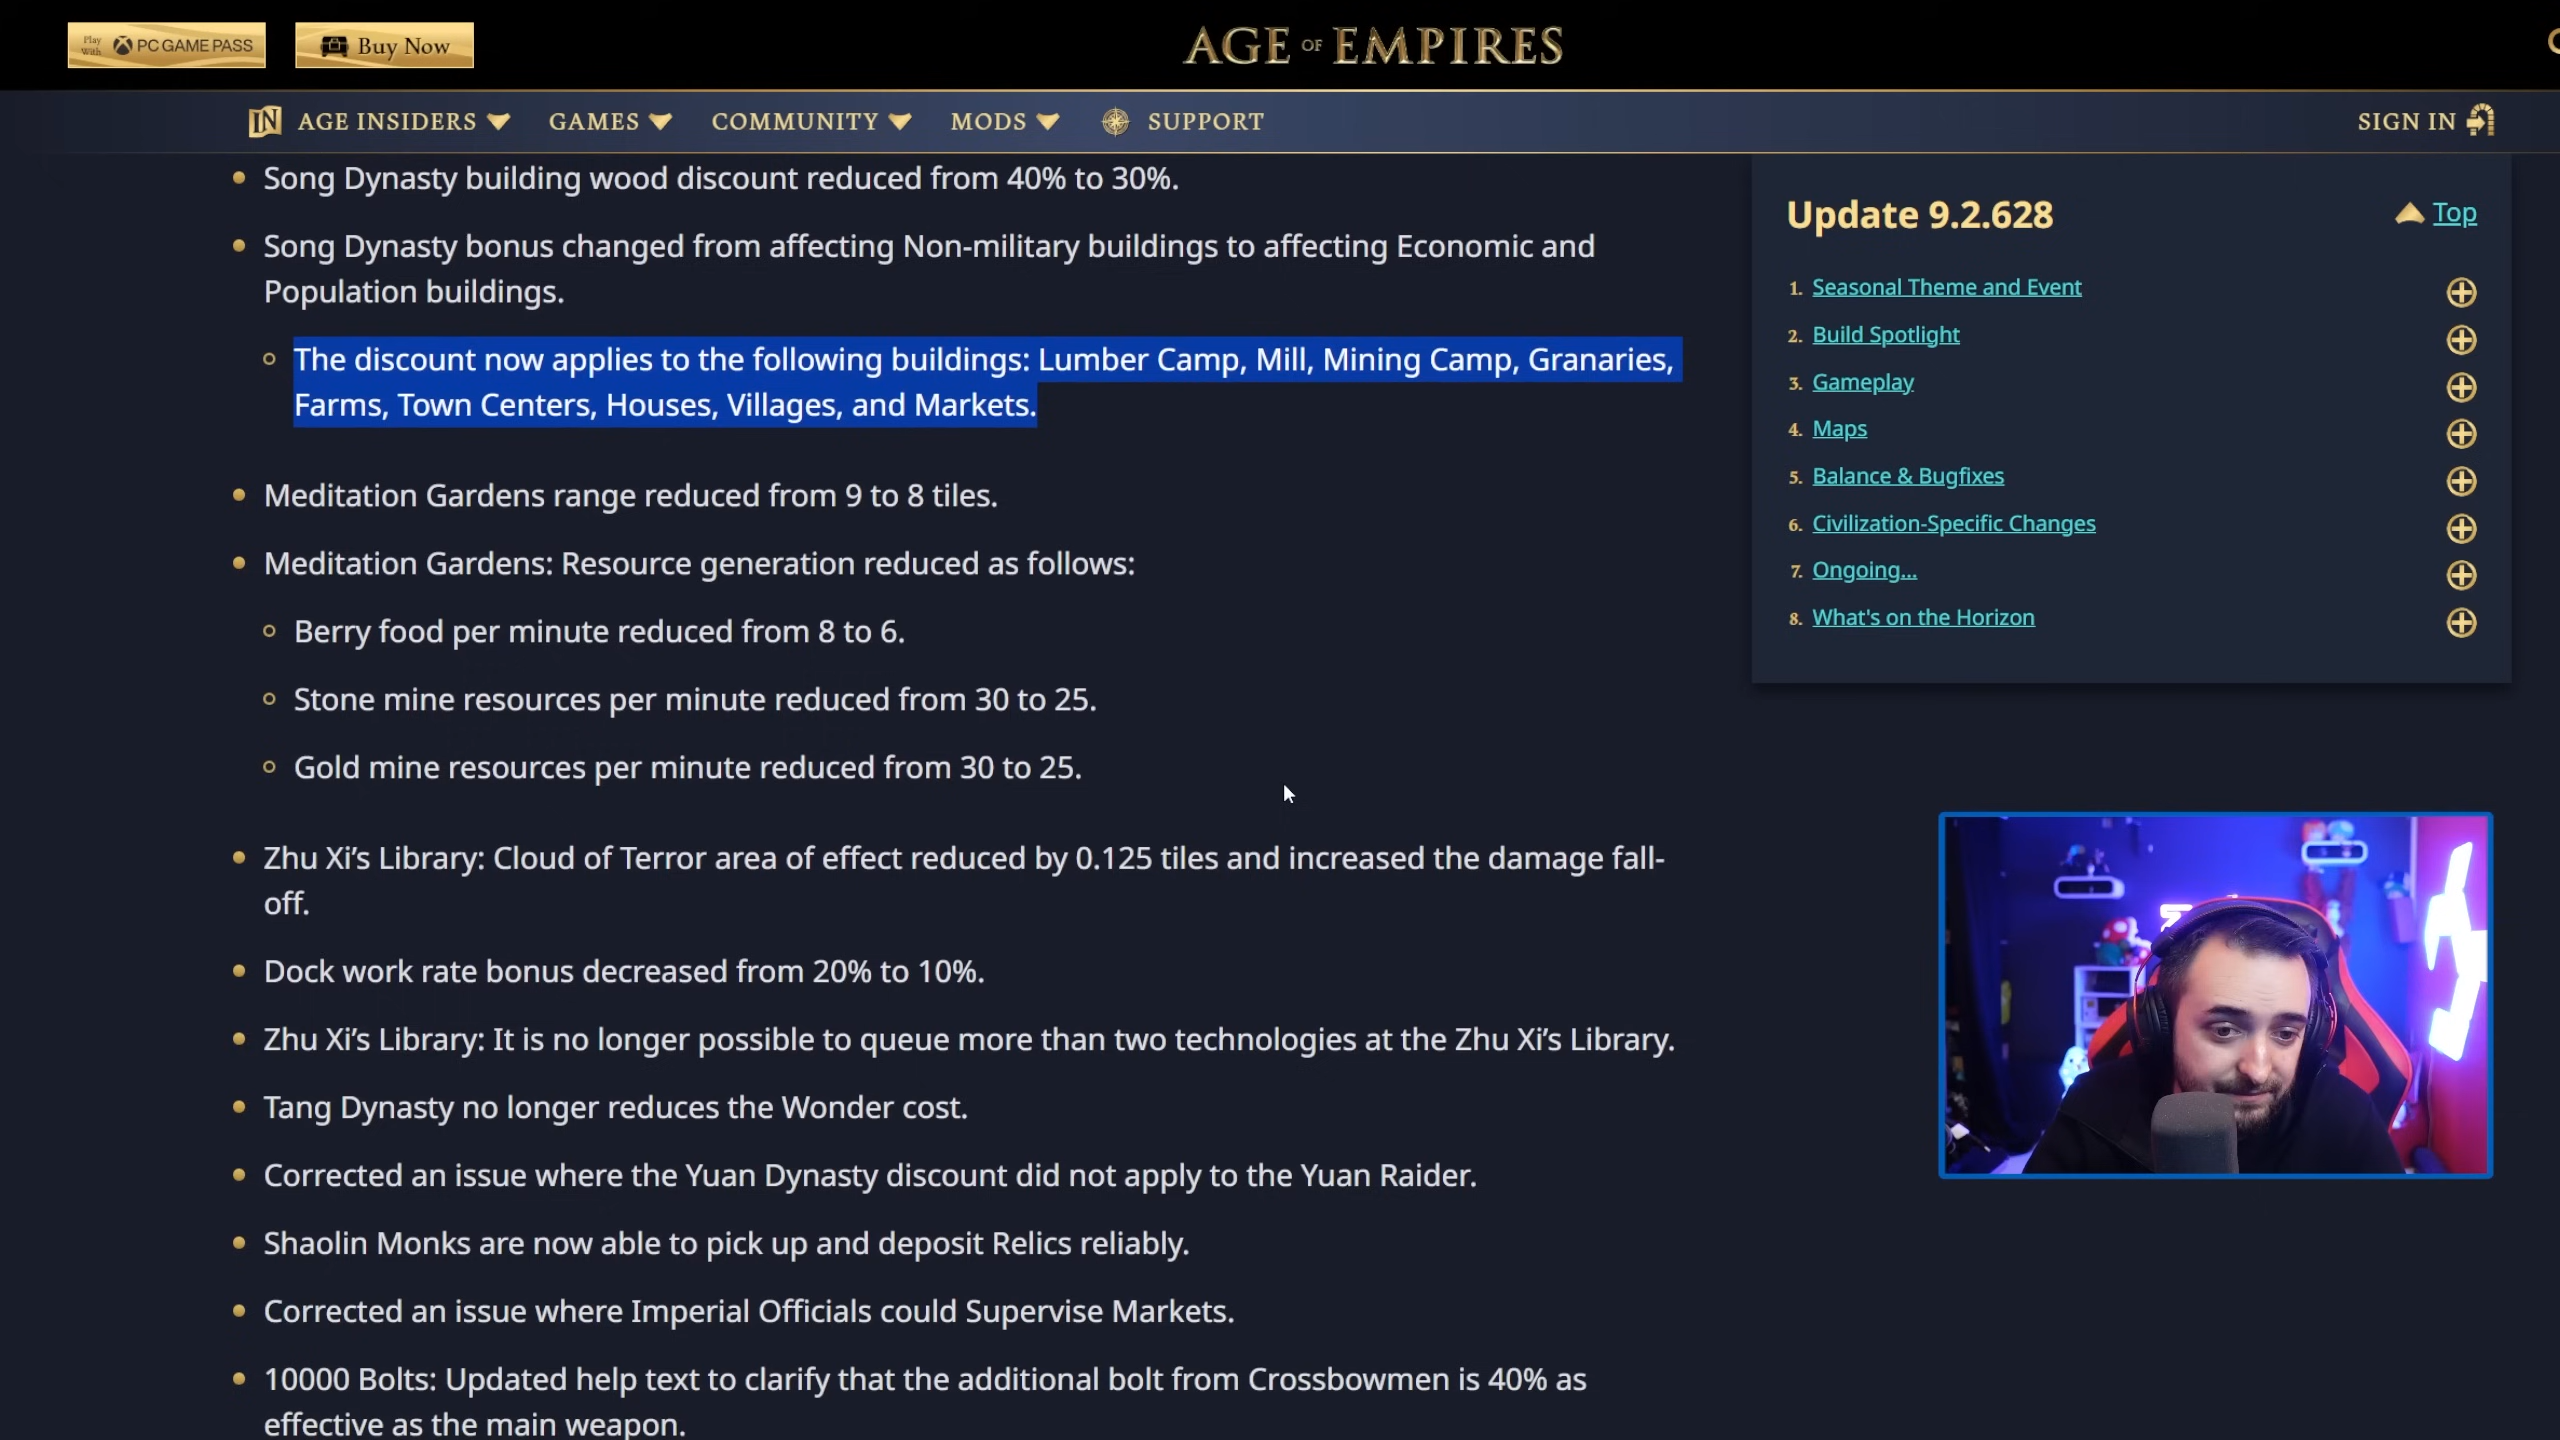 Play With PC GAME PASS
Buy Now
AGE OF EMPIRES
AGE INSIDERS
GAMES
COMMUNITY
MODS
SUPPORT
SIGN IN
Song Dynasty building wood discount reduced from 40% to 30%.
Song Dynasty bonus changed from affecting Non-military buildings to affecting Economic and
Population buildings.
The discount now applies to the following buildings: Lumber Camp, Mill, Mining Camp, Granaries,
Farms, Town Centers, Houses, Villages, and Markets.
Meditation Gardens range reduced from 9 to 8 tiles.
Meditation Gardens: Resource generation reduced as follows:
Berry food per minute reduced from 8 to 6.
Stone mine resources per minute reduced from 30 to 25.
Gold mine resources per minute reduced from 30 to 25.
Zhu Xi’s Library: Cloud of Terror area of effect reduced by 0.125 tiles and increased the damage fall-
off.
Dock work rate bonus decreased from 20% to 10%.
Zhu Xi’s Library: It is no longer possible to queue more than two technologies at the Zhu Xi’s Library.
Tang Dynasty no longer reduces the Wonder cost.
Corrected an issue where the Yuan Dynasty discount did not apply to the Yuan Raider.
Shaolin Monks are now able to pick up and deposit Relics reliably.
Corrected an issue where Imperial Officials could Supervise Markets.
10000 Bolts: Updated help text to clarify that the additional bolt from Crossbowmen is 40% as
effective as the main weapon.
Update 9.2.628
Top
1. Seasonal Theme and Event
2. Build Spotlight
3. Gameplay
4. Maps
5. Balance & Bugfixes
6. Civilization-Specific Changes
7. Ongoing...
8. What's on the Horizon